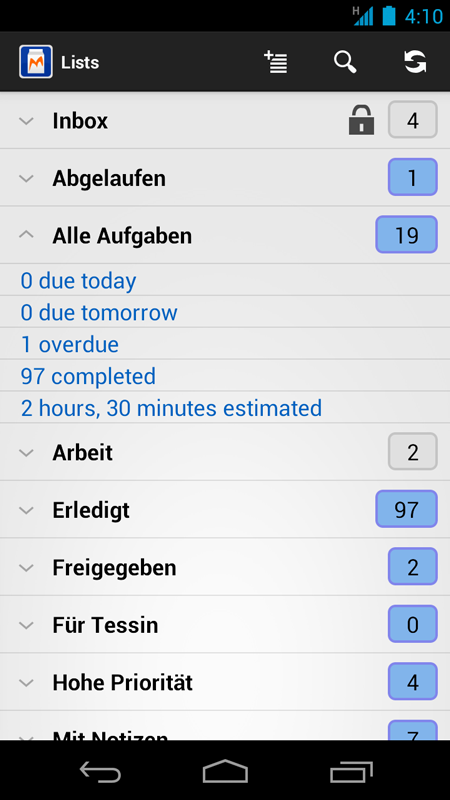 H 4:10
Lists
Inbox 4
Abgelaufen 1
Alle Aufgaben 19
0 due today
0 due tomorrow
1 overdue
97 completed
2 hours, 30 minutes estimated
Arbeit 2
Erledigt 97
Freigegeben 2
Für Tessin 0
Hohe Priorität 4
Mit Notizen 7